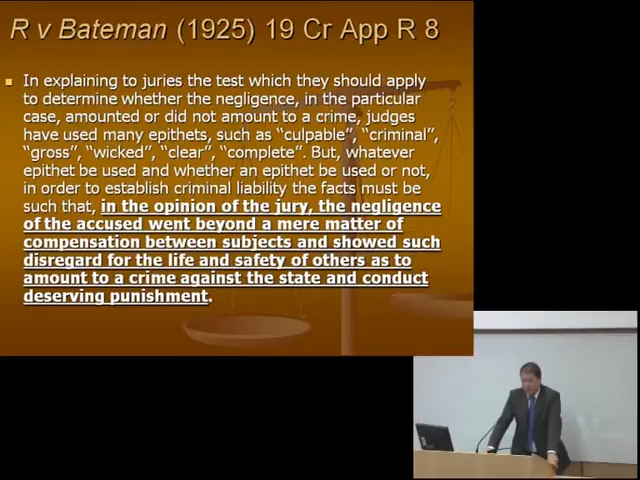 R v Bateman (1925) 19 Cr App R 8
In explaining to juries the test which they should apply
to determine whether the negligence, in the particular
case, amounted or did not amount to a crime, judges
have used many epithets, such as “culpable”, “criminal”,
“gross”, “wicked”, “clear”, “complete”. But, whatever
epithet be used and whether an epithet be used or not,
in order to establish criminal liability the facts must be
such that, in the opinion of the jury, the negligence
of the accused went beyond a mere matter of
compensation between subjects and showed such
disregard for the life and safety of others as to
amount to a crime against the state and conduct
deserving punishment.